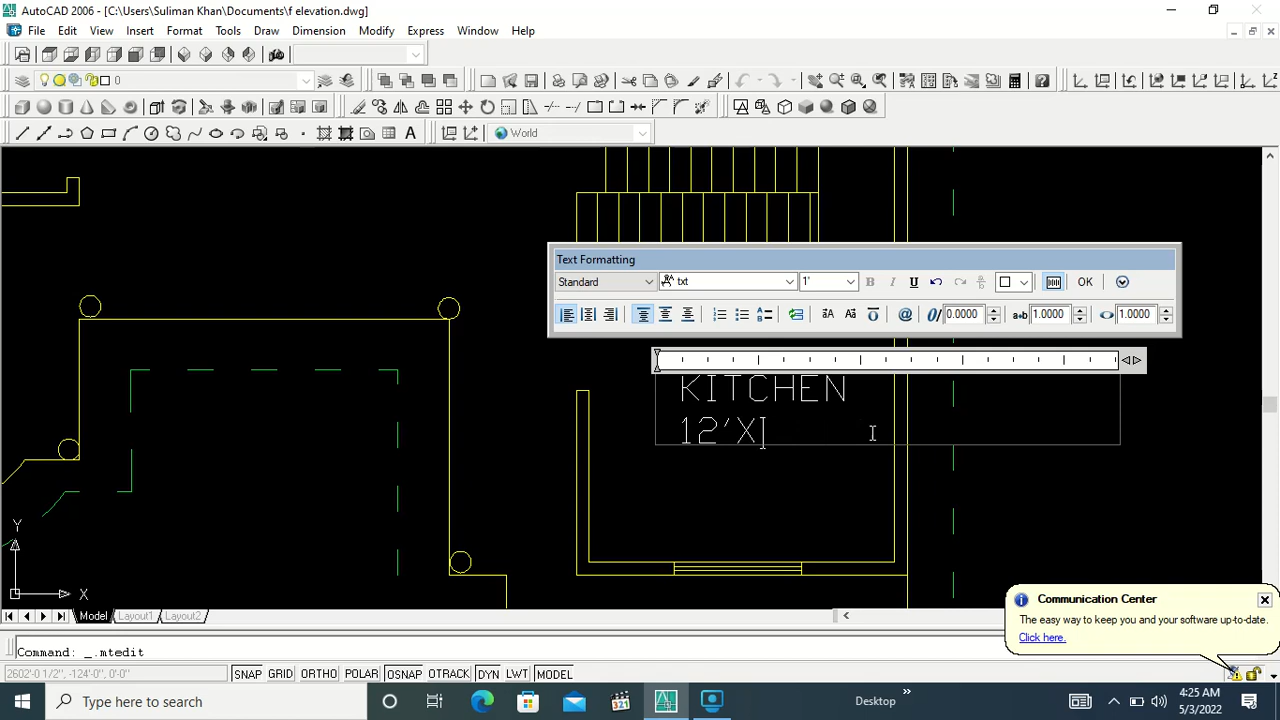 AutoCAD 2006 - [C:\Users\Suliman Khan\Documents\f elevation.dwg]
File Edit View Insert Format Tools Draw Dimension Modify Express Window Help
0
World
Text Formatting
Standard txt 1' B I U OK
@ 0/ 0.0000 a+b 1.0000 1.0000
KITCHEN
12'X
Y
X
Model Layout1 Layout2
Communication Center
The easy way to keep you and your software up-to-date.
Click here.
Command: _.mtedit
2602'-0 1/2", -124'-0", 0'-0" SNAP GRID ORTHO POLAR OSNAP OTRACK DYN LWT MODEL
Type here to search
321
Desktop
4:25 AM
5/3/2022